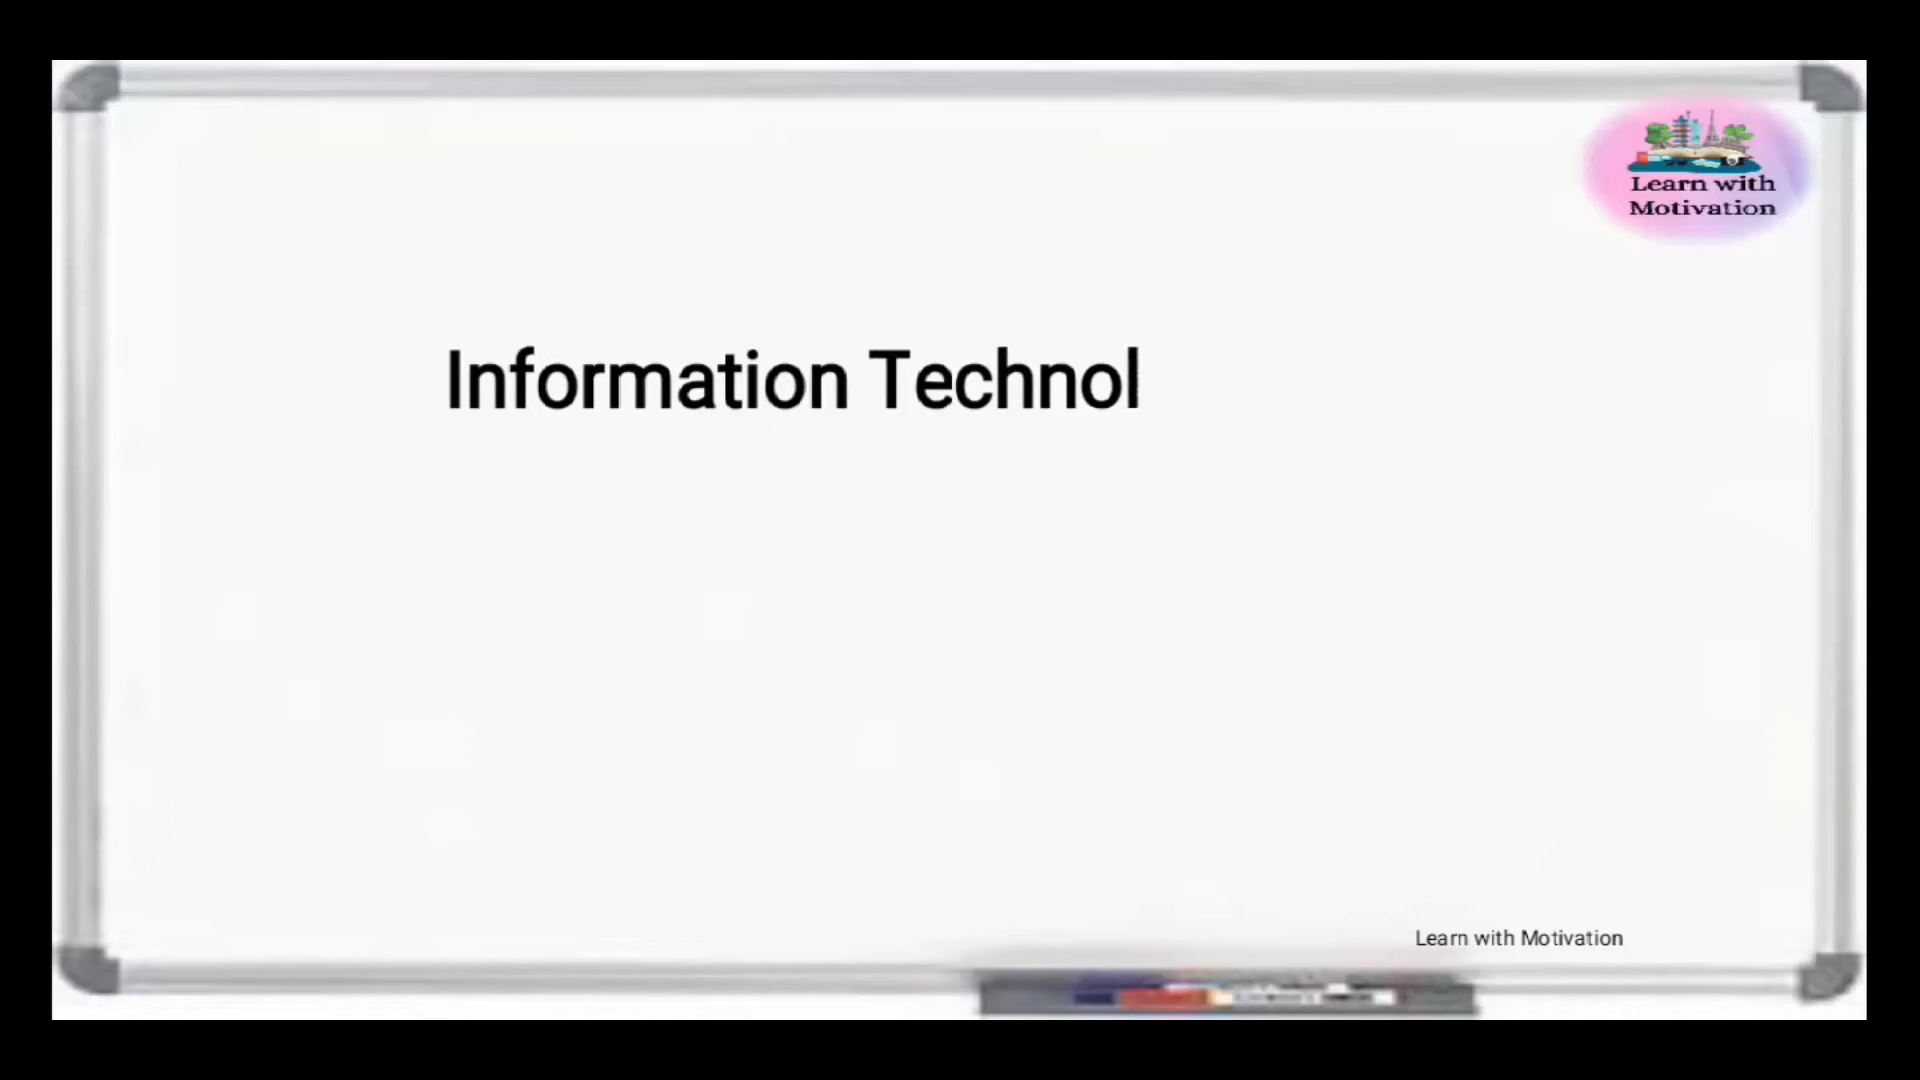 Learn with
Motivation
Information Technol
Learn with Motivation